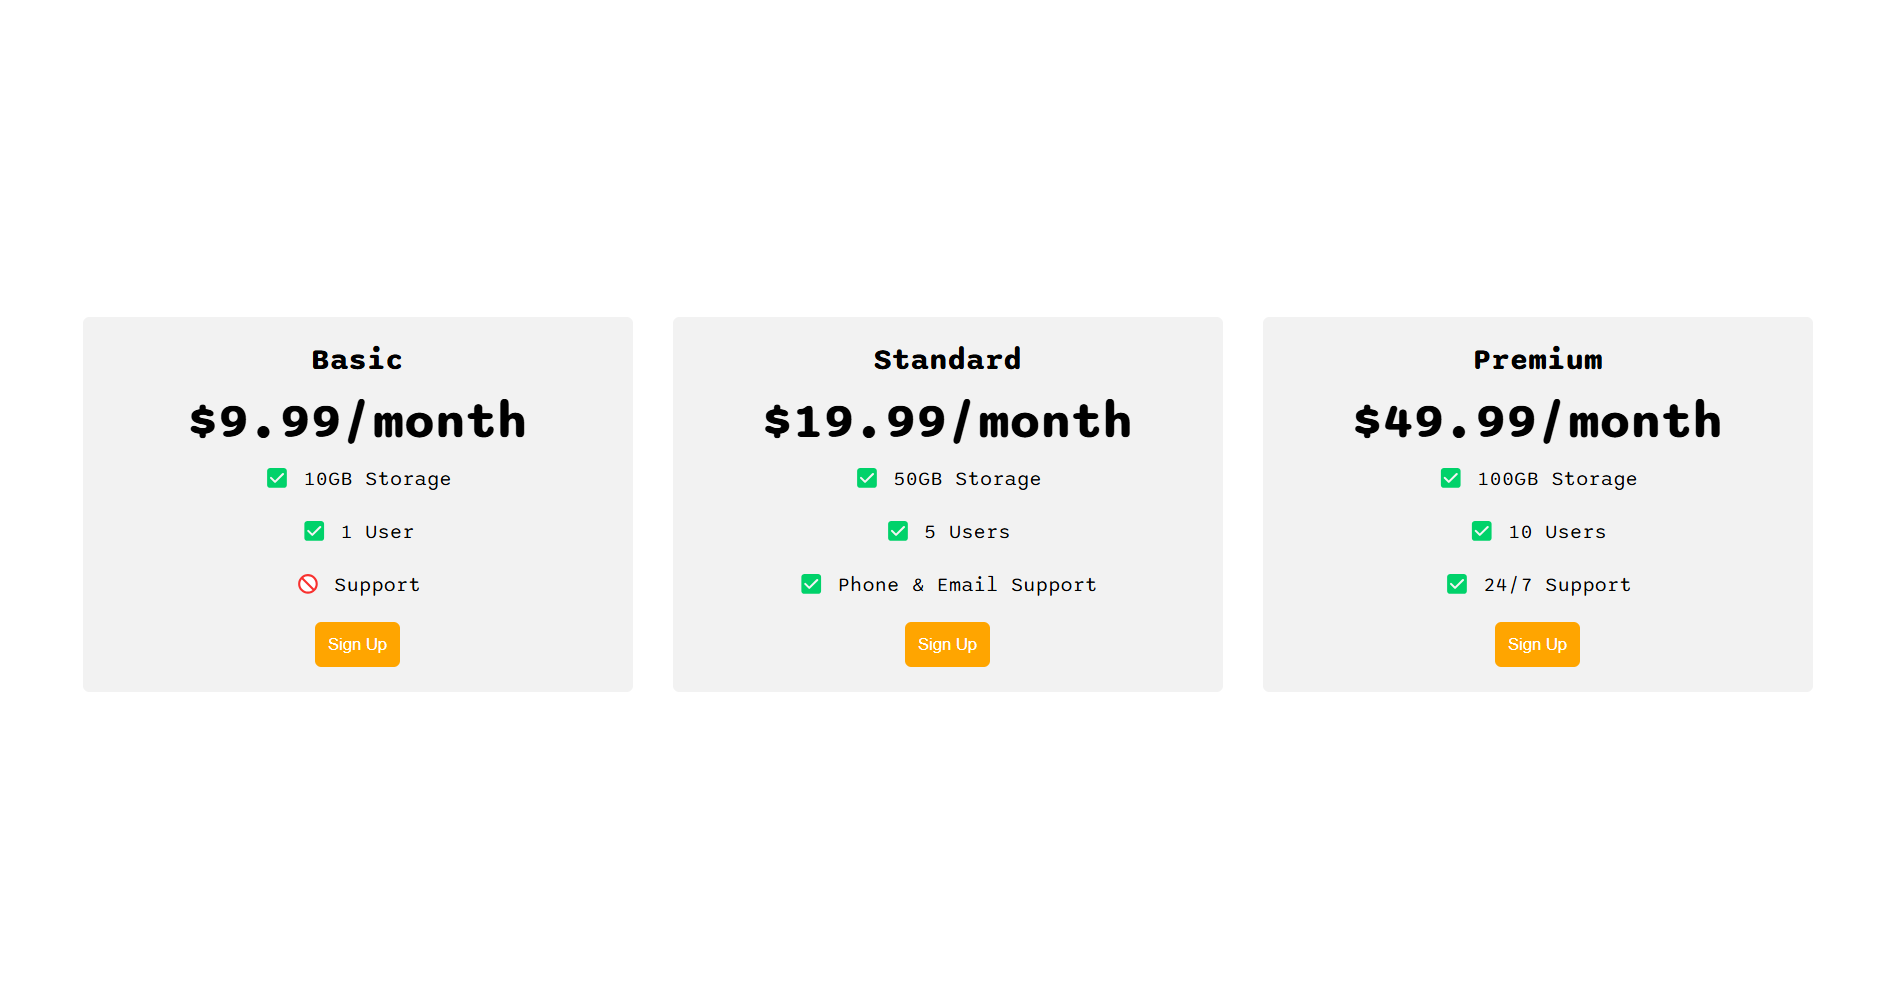 Basic
$9.99/month
10GB Storage
1 User
Support
Sign Up
Standard
$19.99/month
50GB Storage
5 Users
Phone & Email Support
Sign Up
Premium
$49.99/month
100GB Storage
10 Users
24/7 Support
Sign Up